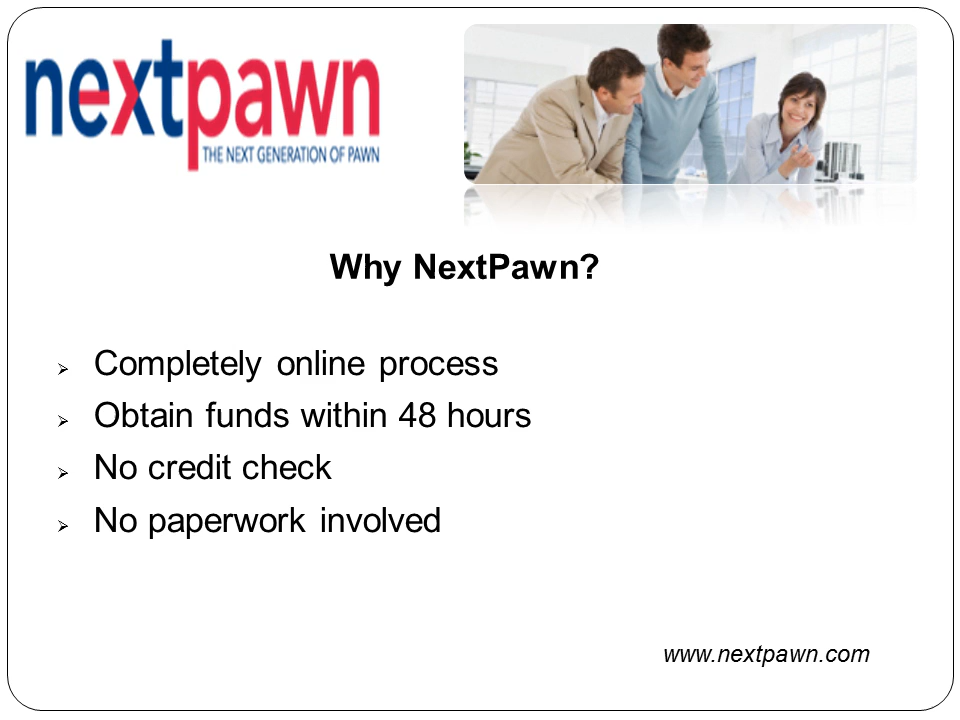 nextpawn
THE NEXT GENERATION OF PAWN
Why NextPawn?
Completely online process
Obtain funds within 48 hours
No credit check
No paperwork involved
www.nextpawn.com